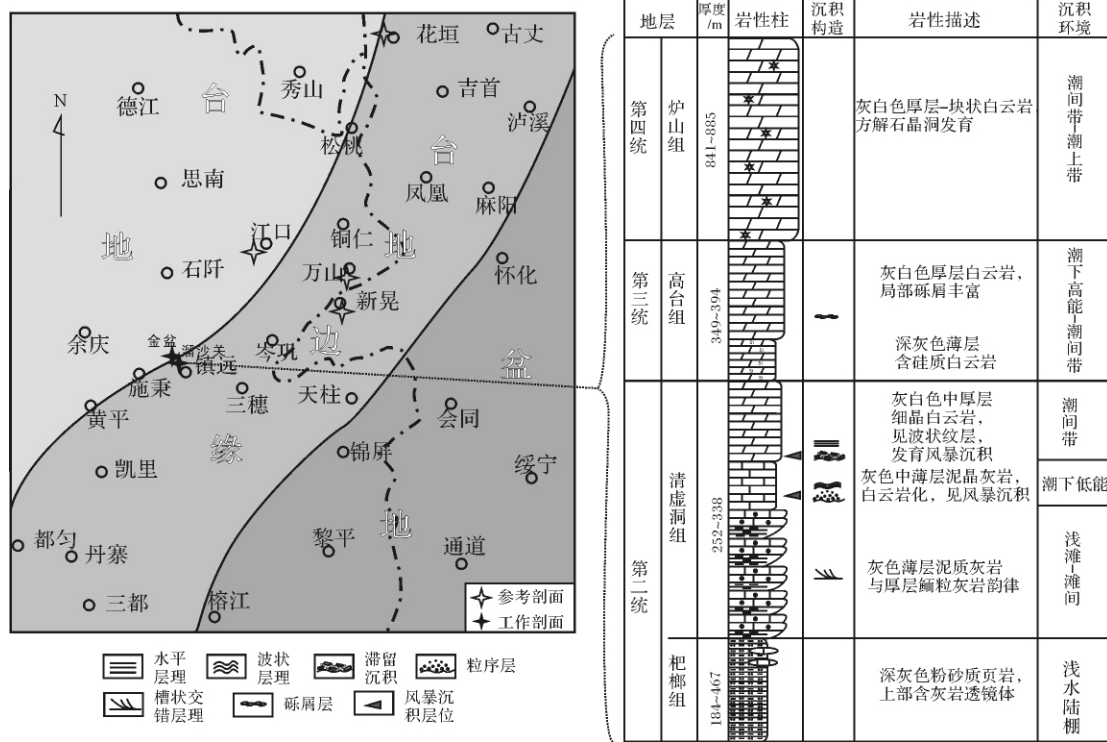 N
台
地
台
地
边
缘
盆
地
花垣
古丈
秀山
吉首
德江
泸溪
松桃
思南
凤凰
麻阳
江口
铜仁
石阡
万山
怀化
新晃
余庆
金盆
溜沙关
镇远
岑巩
施秉
三穗
天柱
会同
黄平
锦屏
凯里
绥宁
都匀
丹寨
黎平
通道
三都
榕江
参考剖面
工作剖面
水平
层理
波状
层理
滞留
沉积
粒序层
槽状交
错层理
砾屑层
风暴沉
积层位
地层
厚度
/m
岩性柱
沉积
构造
岩性描述
沉积
环境
第四统
炉山组
841~885
灰白色厚层-块状白云岩
方解石晶洞发育
潮间带-潮上带
第三统
高台组
349~394
灰白色厚层白云岩，
局部砾屑丰富
深灰色薄层
含硅质白云岩
潮下高能-潮间带
第二统
清虚洞组
252~338
灰白色中厚层
细晶白云岩，
见波状纹层，
发育风暴沉积
潮间带
灰色中薄层泥晶灰岩，
白云岩化，见风暴沉积
潮下低能
灰色薄层泥质灰岩
与厚层鲕粒灰岩韵律
浅滩-滩间
杷榔组
184~467
深灰色粉砂质页岩，
上部含灰岩透镜体
浅水陆棚